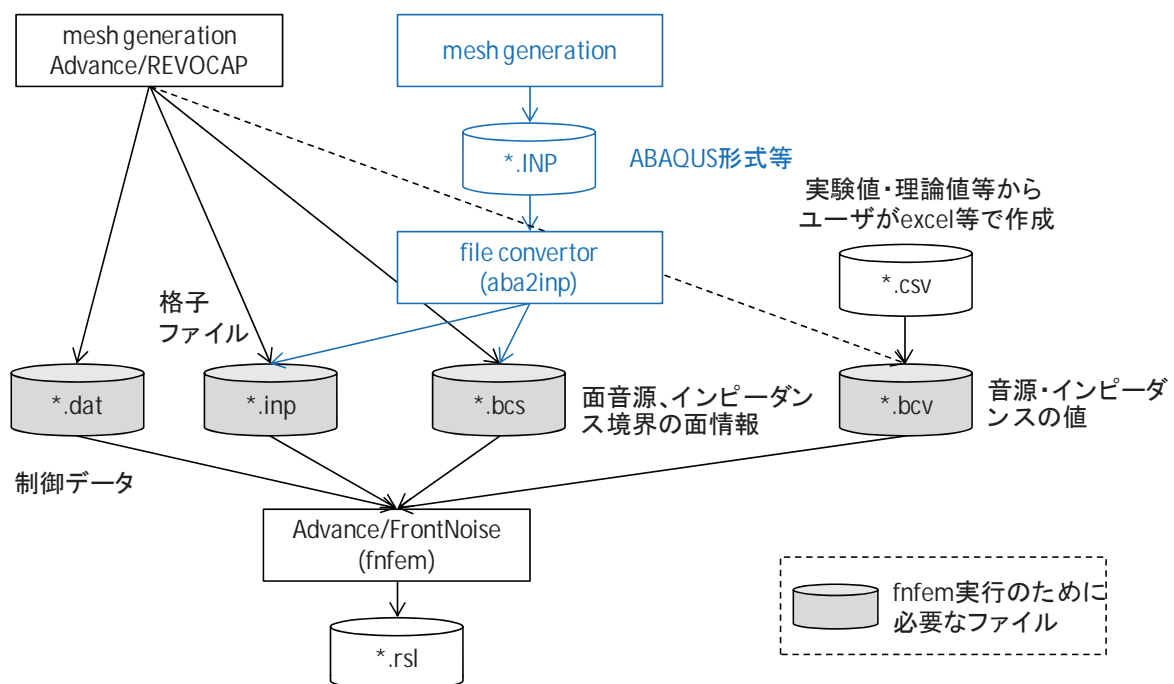 mesh generation
Advance/REVOCAP
mesh generation
*.INP
ABAQUS形式等
実験値・理論値等から
ユーザがexcel等で作成
file convertor
(aba2inp)
*.csv
格子
ファイル
*.dat
*.inp
*.bcs
面音源、インピーダン
ス境界の面情報
*.bcv
音源・インピーダ
ンスの値
制御データ
Advance/FrontNoise
(fnfem)
fnfem実行のために
必要なファイル
*.rsl